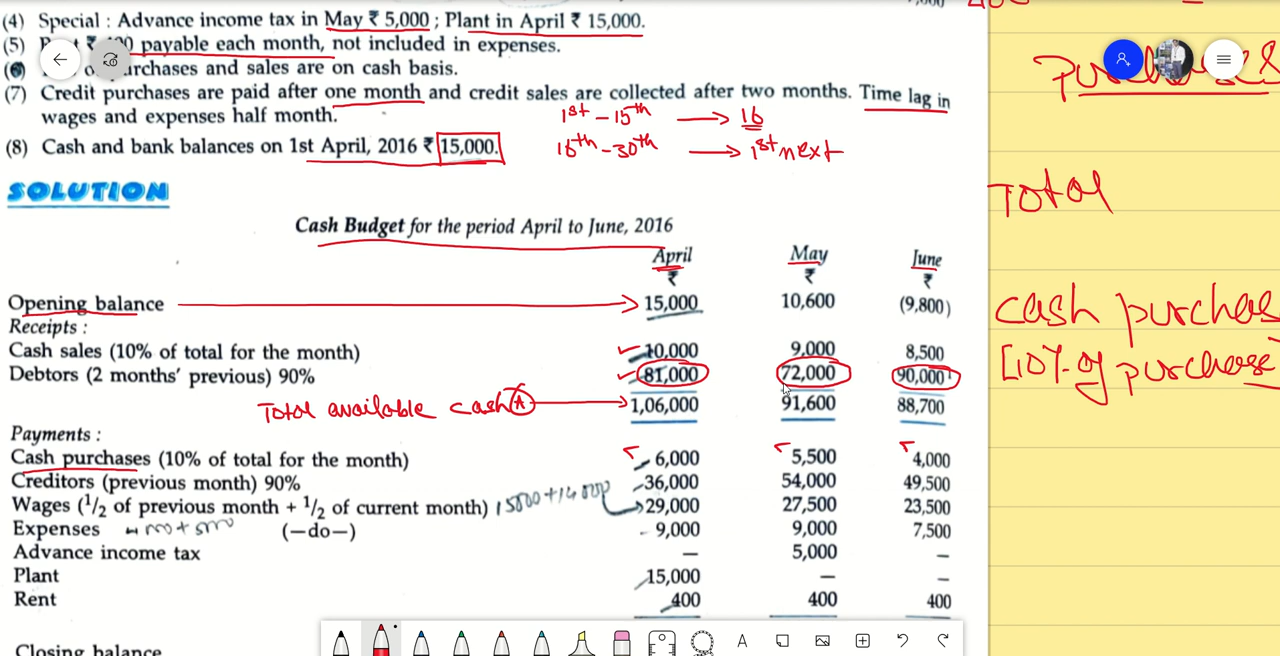 (4) Special : Advance income tax in May ₹ 5,000 ; Plant in April ₹ 15,000.
(5) payable each month, not included in expenses.
purchases and sales are on cash basis.
(7) Credit purchases are paid after one month and credit sales are collected after two months. Time lag in
wages and expenses half month.
1st - 15th → 16
(8) Cash and bank balances on 1st April, 2016 ₹ 15,000.
16th - 30th → 1st next
SOLUTION
Cash Budget for the period April to June, 2016
April May June
₹ ₹ ₹
Opening balance 15,000 10,600 (9,800)
Receipts :
Cash sales (10% of total for the month) 10,000 9,000 8,500
Debtors (2 months' previous) 90% 81,000 72,000 90,000
Total available cash A → 1,06,000 91,600 88,700
Payments :
Cash purchases (10% of total for the month) 6,000 5,500 4,000
Creditors (previous month) 90% 36,000 54,000 49,500
Wages (1/2 of previous month + 1/2 of current month) 15000+14000 29,000 27,500 23,500
Expenses (—do—) 9,000 9,000 7,500
Advance income tax — 5,000 —
Plant 15,000 — —
Rent 400 400 400
Closing balance
Purchases
Total
cash purchas
[10% of purchase
A